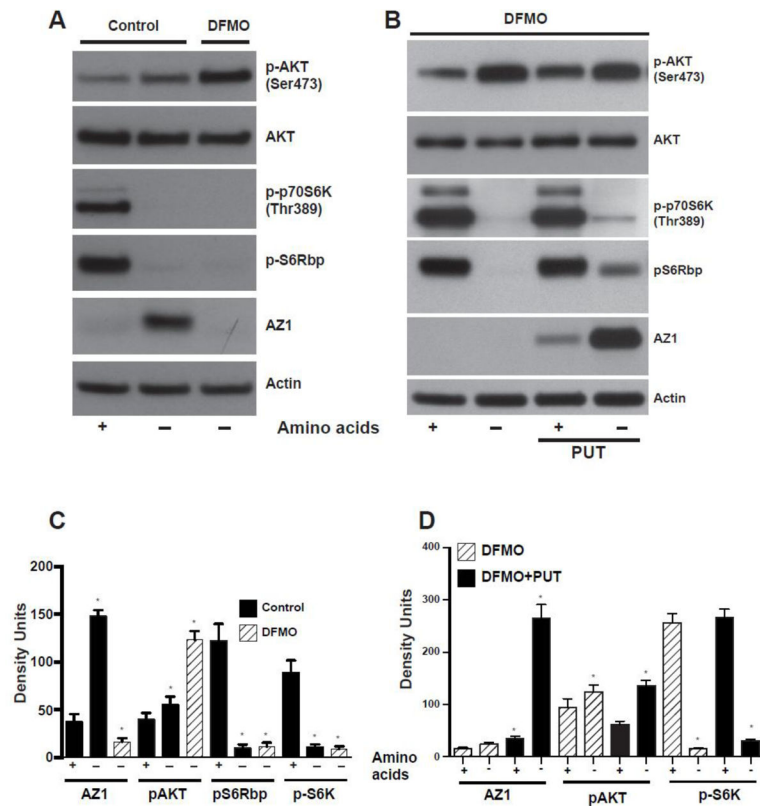 A
Control DFMO
p-AKT
(Ser473)
AKT
p-p70S6K
(Thr389)
p-S6Rbp
AZ1
Actin
+ – – Amino acids
B
DFMO
p-AKT
(Ser473)
AKT
p-p70S6K
(Thr389)
pS6Rbp
AZ1
Actin
+ – + –
PUT
C
Density Units
200
150
100
50
0
Control
DFMO
* * * * * * * *
+ – – + – – + – – + – –
AZ1 pAKT pS6Rbp p-S6K
D
Density Units
400
300
200
100
0
DFMO
DFMO+PUT
* * * * * *
Amino
acids
+ - + - + - + - + - + -
AZ1 pAKT p-S6K